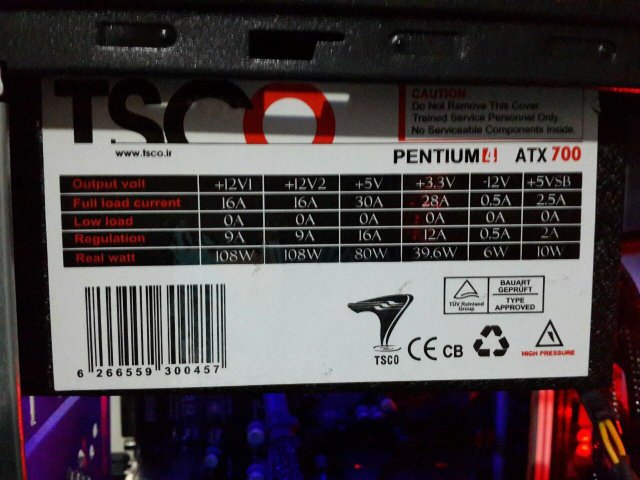 TSCO
CAUTION
Do Not Remove This Cover.
Trained Service Personnel Only.
No Serviceable Components Inside.
www.tsco.ir
PENTIUM4 ATX 700
Output volt +12V1 +12V2 +5V +3.3V -12V +5VSB
Full load current 16A 16A 30A 28A 0.5A 2.5A
Low load 0A 0A 0A 0A 0A 0A
Regulation 9A 9A 16A 12A 0.5A 2A
Real watt 108W 108W 80W 39.6W 6W 10W
BAUART
GEPRÜFT
TÜV Rheinland
Group
TYPE
APPROVED
TSCO
CE CB
HIGH PRESSURE
6 266559 300457